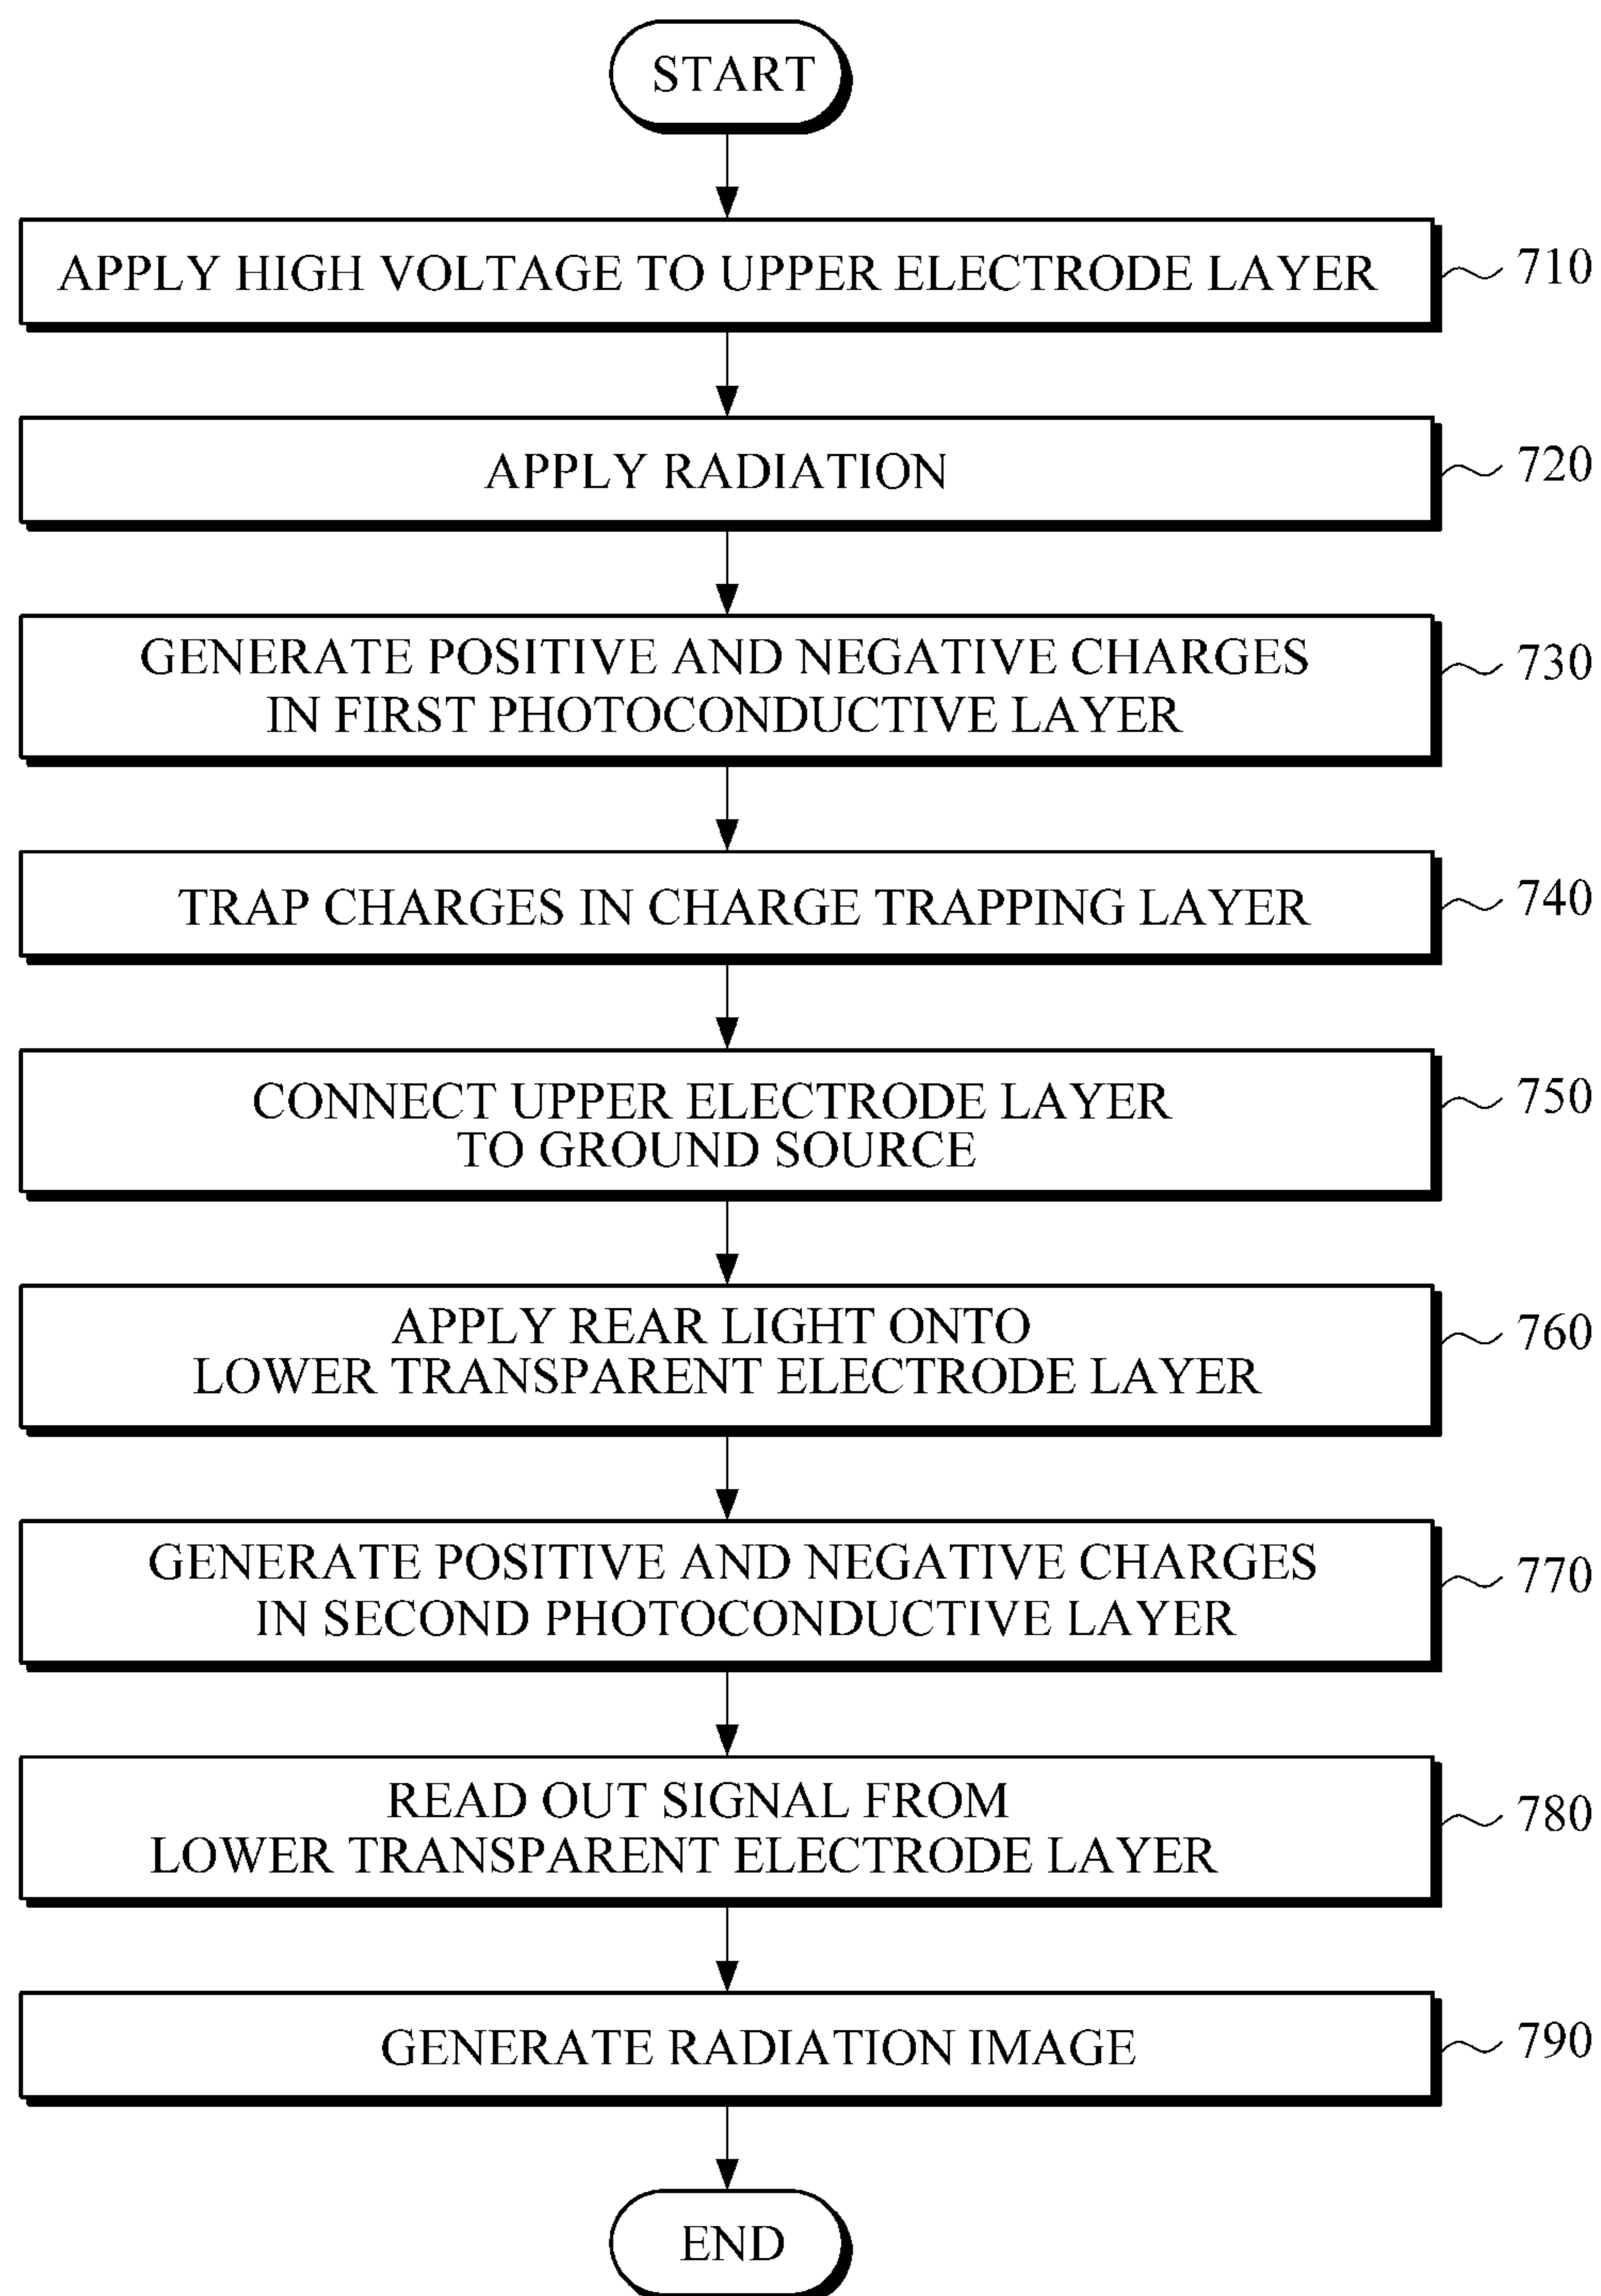 START
APPLY HIGH VOLTAGE TO UPPER ELECTRODE LAYER
710
APPLY RADIATION
720
GENERATE POSITIVE AND NEGATIVE CHARGES
IN FIRST PHOTOCONDUCTIVE LAYER
730
TRAP CHARGES IN CHARGE TRAPPING LAYER
740
CONNECT UPPER ELECTRODE LAYER
TO GROUND SOURCE
750
APPLY REAR LIGHT ONTO
LOWER TRANSPARENT ELECTRODE LAYER
760
GENERATE POSITIVE AND NEGATIVE CHARGES
IN SECOND PHOTOCONDUCTIVE LAYER
770
READ OUT SIGNAL FROM
LOWER TRANSPARENT ELECTRODE LAYER
780
GENERATE RADIATION IMAGE
790
END